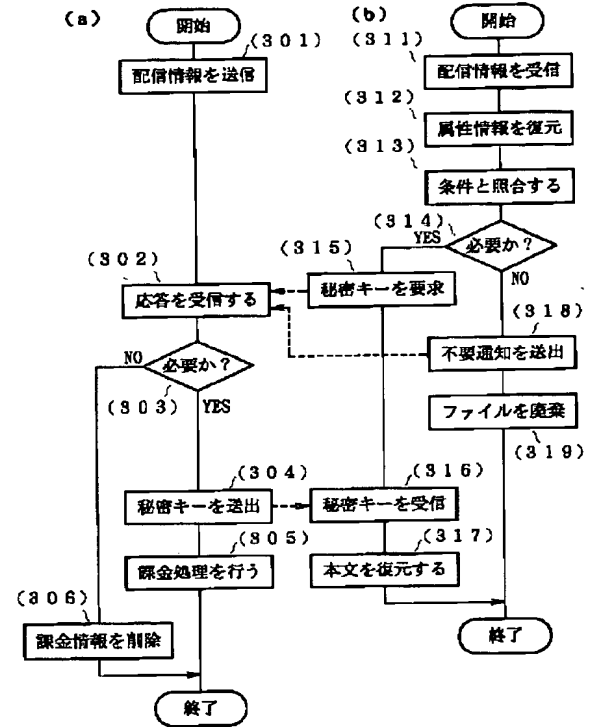 (a)
開始
(301)
配信情報を送信
(302)
応答を受信する
必要か?
NO
(303)
YES
(304)
秘密キーを送出
(305)
課金処理を行う
(306)
課金情報を削除
終了
(b)
開始
(311)
配信情報を受信
(312)
属性情報を復元
(313)
条件と照合する
(314)
必要か?
YES
NO
(315)
秘密キーを要求
(318)
不要通知を送出
ファイルを廃棄
(319)
(316)
秘密キーを受信
(317)
本文を復元する
終了